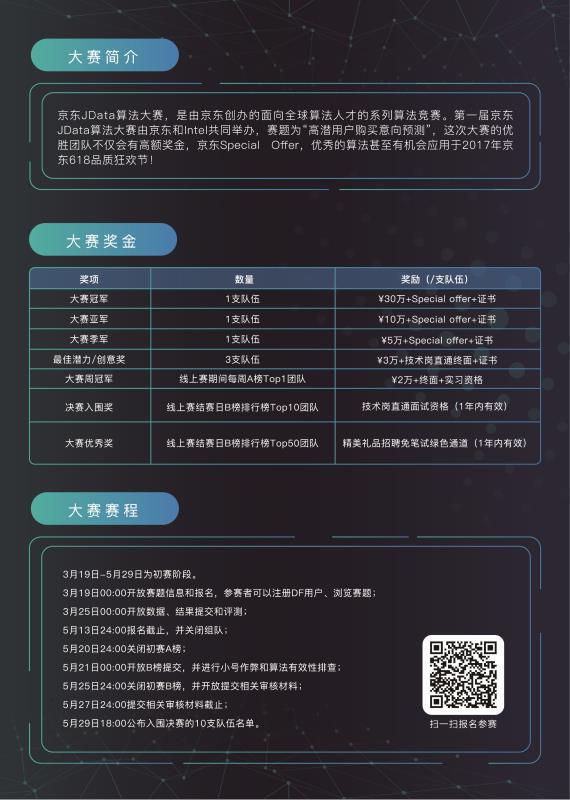 大赛简介
京东JData算法大赛，是由京东创办的面向全球算法人才的系列算法竞赛。第一届京东
JData算法大赛由京东和Intel共同举办，赛题为“高潜用户购买意向预测”，这次大赛的优
胜团队不仅会有高额奖金，京东Special Offer，优秀的算法甚至有机会应用于2017年京
东618品质狂欢节！
大赛奖金
奖项 数量 奖励（/支队伍）
大赛冠军 1支队伍 ¥30万+Special offer+证书
大赛亚军 1支队伍 ¥10万+Special offer+证书
大赛季军 1支队伍 ¥5万+Special offer+证书
最佳潜力/创意奖 3支队伍 ¥3万+技术岗直通终面+证书
大赛周冠军 线上赛期间每周A榜Top1团队 ¥2万+终面+实习资格
决赛入围奖 线上赛结赛日B榜排行榜Top10团队 技术岗直通面试资格（1年内有效）
大赛优秀奖 线上赛结赛日B榜排行榜Top50团队 精美礼品招聘免笔试绿色通道（1年内有效）
大赛赛程
3月19日-5月29日为初赛阶段。
3月19日00:00开放赛题信息和报名，参赛者可以注册DF用户、浏览赛题；
3月25日00:00开放数据、结果提交和评测；
5月13日24:00报名截止，并关闭组队；
5月20日24:00关闭初赛A榜；
5月21日00:00开放B榜提交，并进行小号作弊和算法有效性排查；
5月25日24:00关闭初赛B榜，并开放提交相关审核材料；
5月27日24:00提交相关审核材料截止；
5月29日18:00公布入围决赛的10支队伍名单。
扫一扫报名参赛